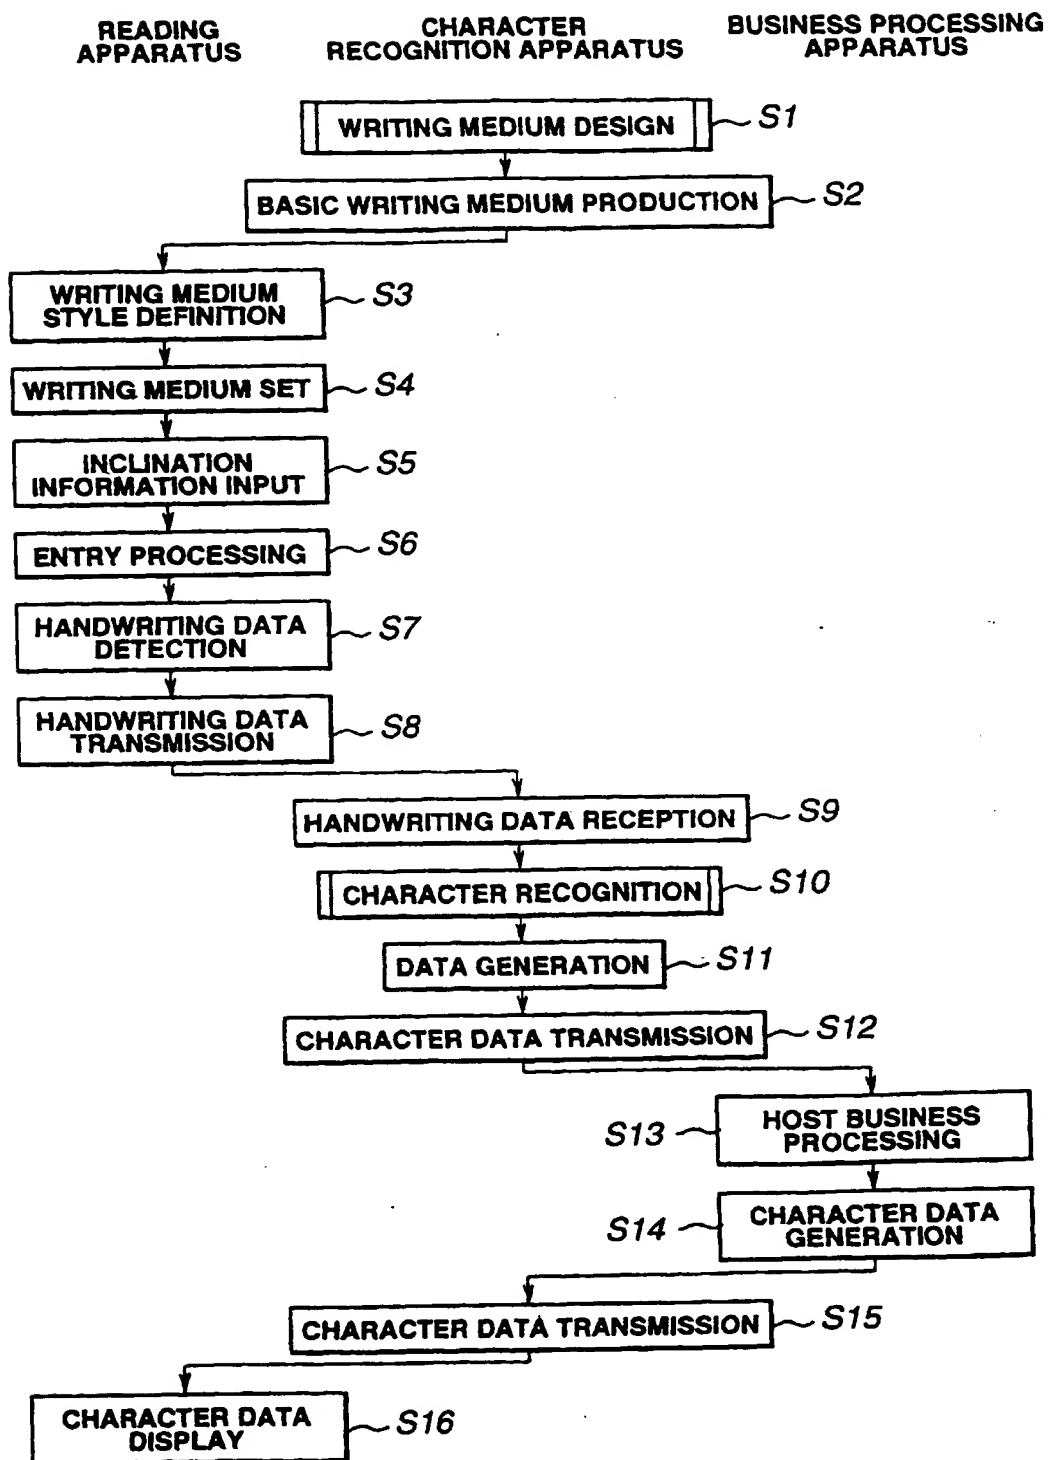 READING
APPARATUS
CHARACTER
RECOGNITION APPARATUS
BUSINESS PROCESSING
APPARATUS
WRITING MEDIUM DESIGN
S1
BASIC WRITING MEDIUM PRODUCTION
S2
WRITING MEDIUM
STYLE DEFINITION
S3
WRITING MEDIUM SET
S4
INCLINATION
INFORMATION INPUT
S5
ENTRY PROCESSING
S6
HANDWRITING DATA
DETECTION
S7
HANDWRITING DATA
TRANSMISSION
S8
HANDWRITING DATA RECEPTION
S9
CHARACTER RECOGNITION
S10
DATA GENERATION
S11
CHARACTER DATA TRANSMISSION
S12
HOST BUSINESS
PROCESSING
S13
CHARACTER DATA
GENERATION
S14
CHARACTER DATA TRANSMISSION
S15
CHARACTER DATA
DISPLAY
S16